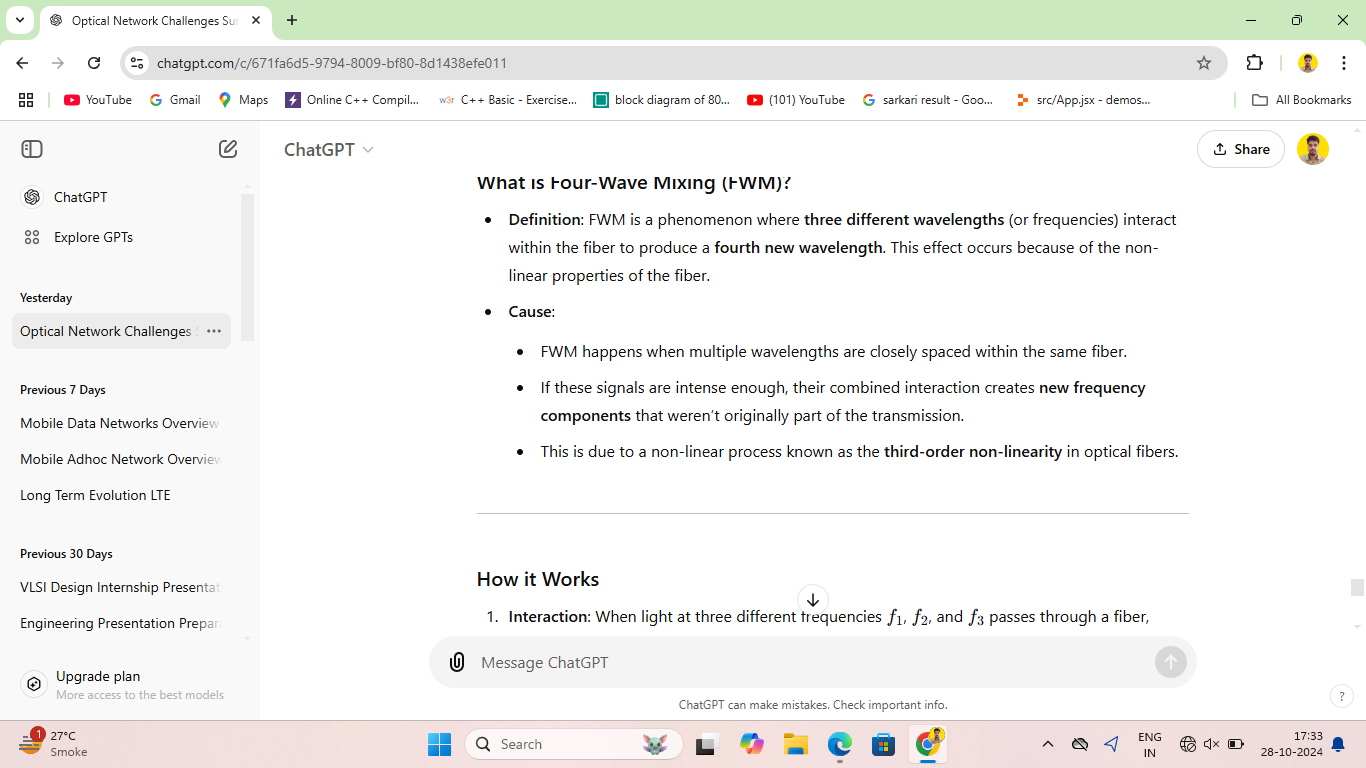 Optical Network Challenges Sur
chatgpt.com/c/671fa6d5-9794-8009-bf80-8d1438efe011
YouTube
Gmail
Maps
Online C++ Compil...
w3r
C++ Basic - Exercise...
block diagram of 80...
(101) YouTube
sarkari result - Goo...
src/App.jsx - demos...
All Bookmarks
ChatGPT
Explore GPTs
Yesterday
Optical Network Challenges
Previous 7 Days
Mobile Data Networks Overview
Mobile Adhoc Network Overview
Long Term Evolution LTE
Previous 30 Days
VLSI Design Internship Presentat
Engineering Presentation Prepar
Upgrade plan
More access to the best models
ChatGPT
Share
What is Four-Wave Mixing (FWM)?
• Definition: FWM is a phenomenon where three different wavelengths (or frequencies) interact
within the fiber to produce a fourth new wavelength. This effect occurs because of the non-
linear properties of the fiber.
• Cause:
• FWM happens when multiple wavelengths are closely spaced within the same fiber.
• If these signals are intense enough, their combined interaction creates new frequency
components that weren't originally part of the transmission.
• This is due to a non-linear process known as the third-order non-linearity in optical fibers.
How it Works
1. Interaction: When light at three different frequencies f₁, f₂, and f₃ passes through a fiber,
Message ChatGPT
ChatGPT can make mistakes. Check important info.
?
1
27°C
Smoke
Search
ENG
IN
17:33
28-10-2024